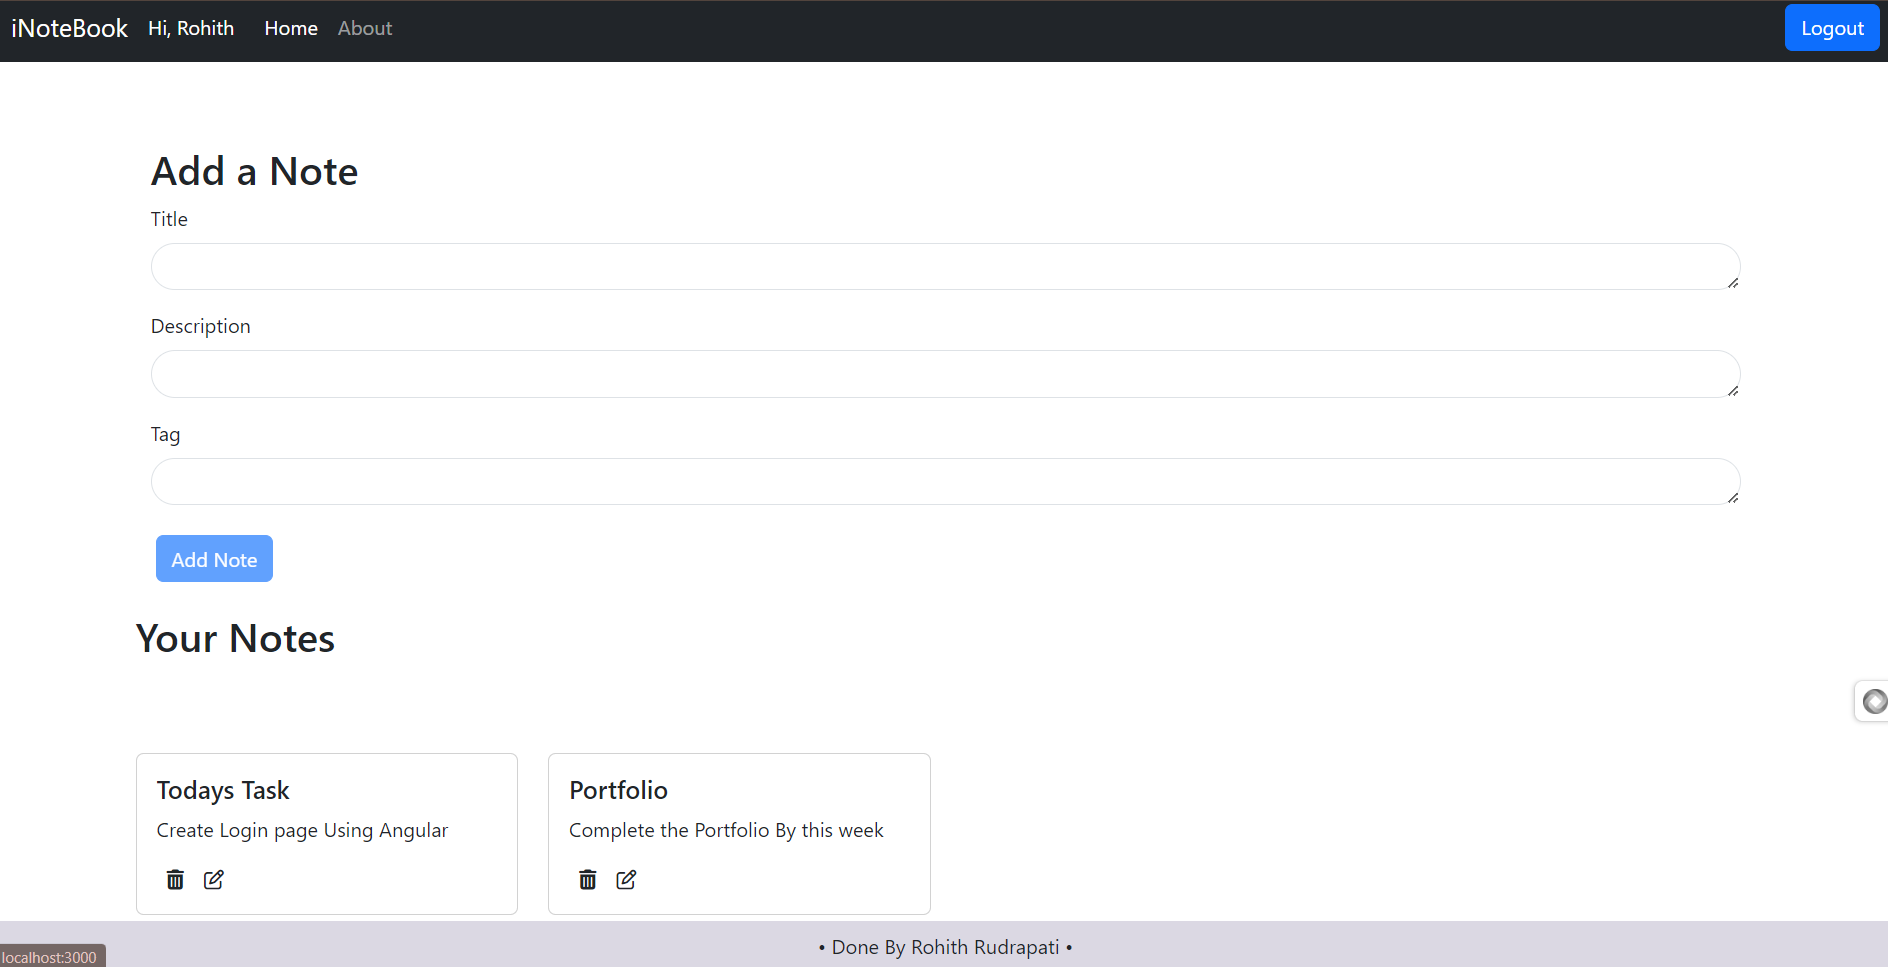 iNoteBook Hi, Rohith Home About Logout
Add a Note
Title
Description
Tag
Add Note
Your Notes
Todays Task
Create Login page Using Angular
Portfolio
Complete the Portfolio By this week
• Done By Rohith Rudrapati •
localhost:3000